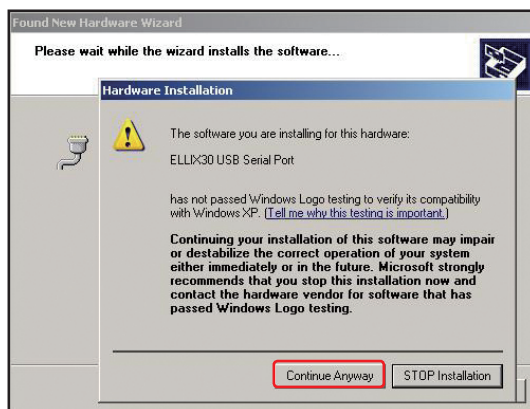 Found New Hardware Wizard
Please wait while the wizard installs the software...
Hardware Installation
The software you are installing for this hardware:
ELLIX30 USB Serial Port
has not passed Windows Logo testing to verify its compatibility
with Windows XP. (Tell me why this testing is important.)
Continuing your installation of this software may impair
or destabilize the correct operation of your system
either immediately or in the future. Microsoft strongly
recommends that you stop this installation now and
contact the hardware vendor for software that has
passed Windows Logo testing.
Continue Anyway STOP Installation